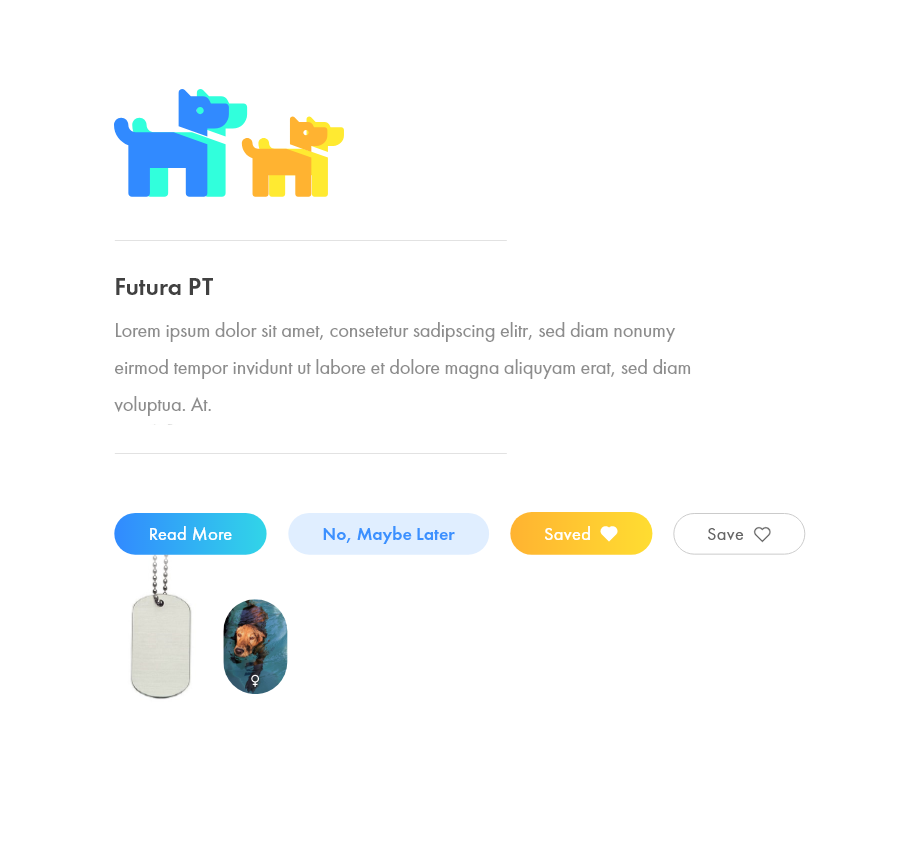 Futura PT
Lorem ipsum dolor sit amet, consetetur sadipscing elitr, sed diam nonumy
eirmod tempor invidunt ut labore et dolore magna aliquyam erat, sed diam
voluptua. At.
Read More
No, Maybe Later
Saved
Save